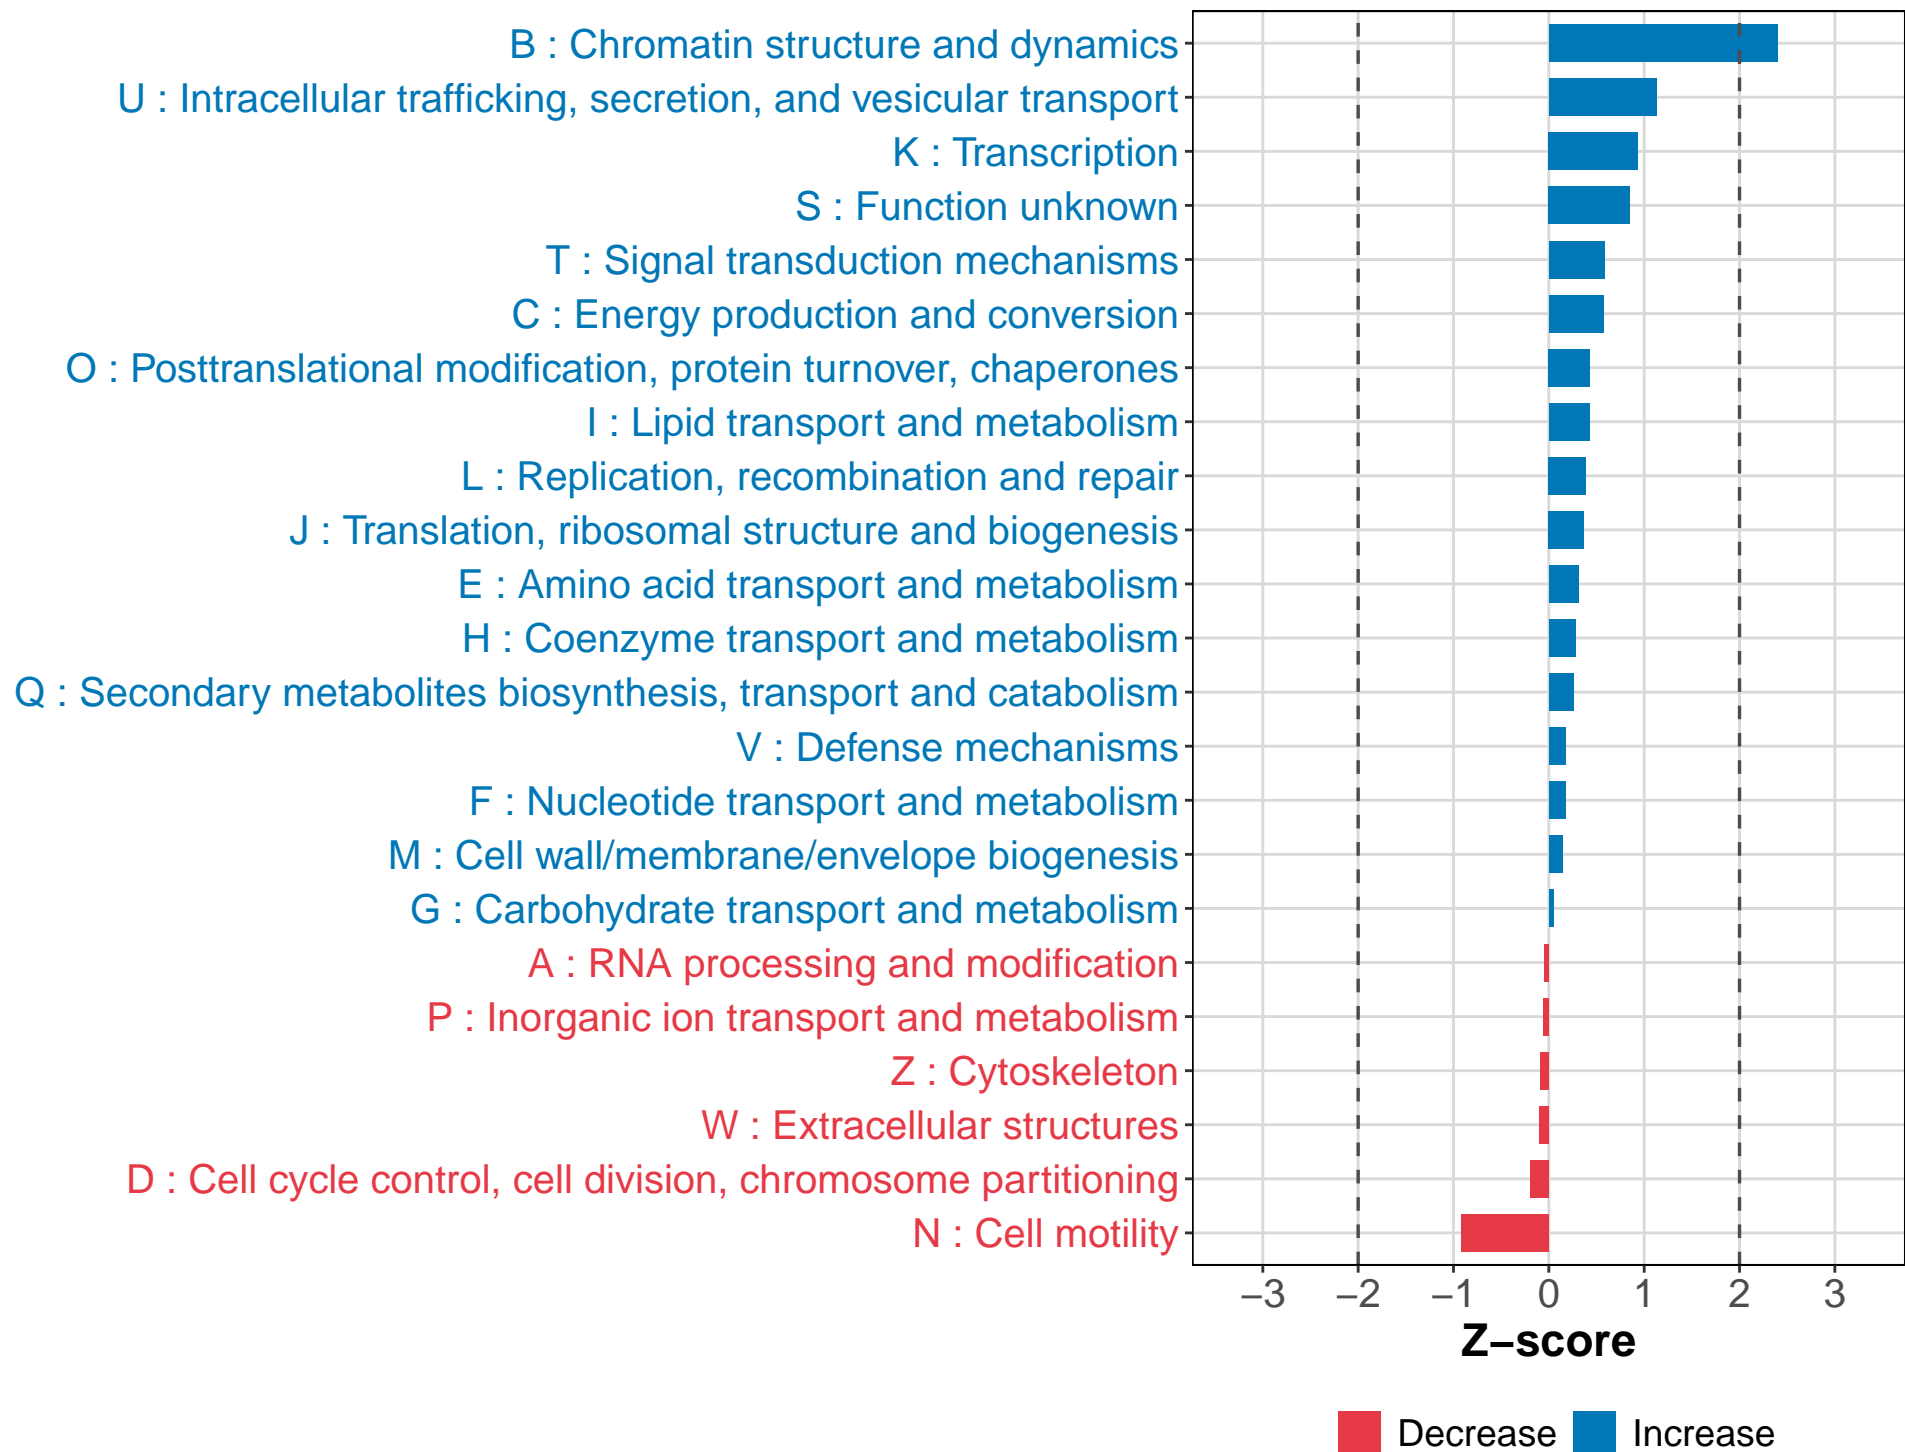 B : Chromatin structure and dynamics
U : Intracellular trafficking, secretion, and vesicular transport
K : Transcription
S : Function unknown
T : Signal transduction mechanisms
C : Energy production and conversion
O : Posttranslational modification, protein turnover, chaperones
I : Lipid transport and metabolism
L : Replication, recombination and repair
J : Translation, ribosomal structure and biogenesis
E : Amino acid transport and metabolism
H : Coenzyme transport and metabolism
Q : Secondary metabolites biosynthesis, transport and catabolism
V : Defense mechanisms
F : Nucleotide transport and metabolism
M : Cell wall/membrane/envelope biogenesis
G : Carbohydrate transport and metabolism
A : RNA processing and modification
P : Inorganic ion transport and metabolism
Z : Cytoskeleton
W : Extracellular structures
D : Cell cycle control, cell division, chromosome partitioning
N : Cell motility
−3 −2 −1 0 1 2 3
Z−score
Decrease Increase